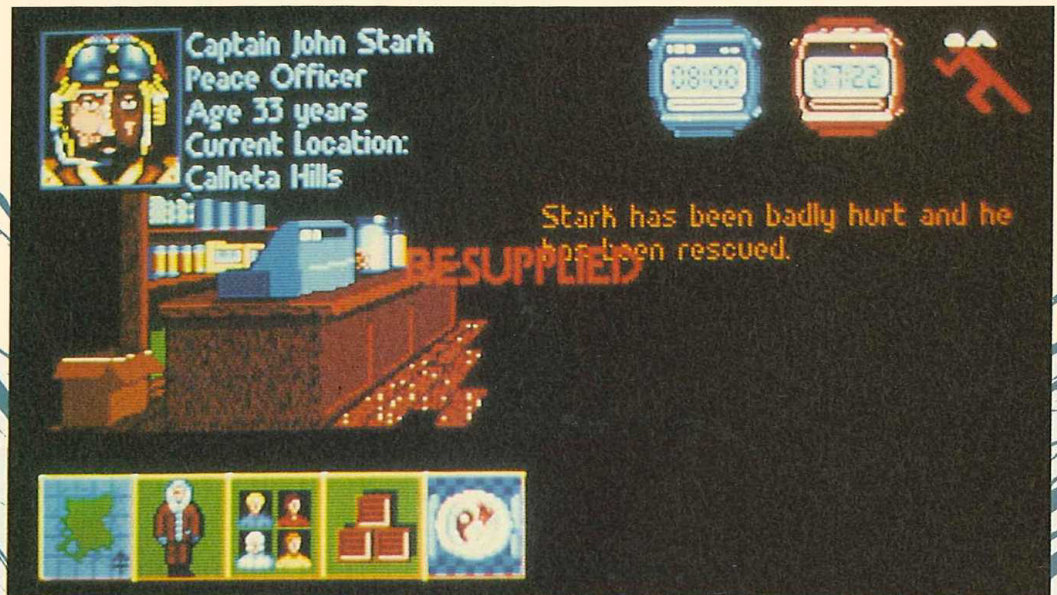 Captain John Stark
Peace Officer
Age 33 years
Current Location:
Calheta Hills
08:00
07:22
Stark has been badly hurt and he
has been rescued.
BESUPPLIED